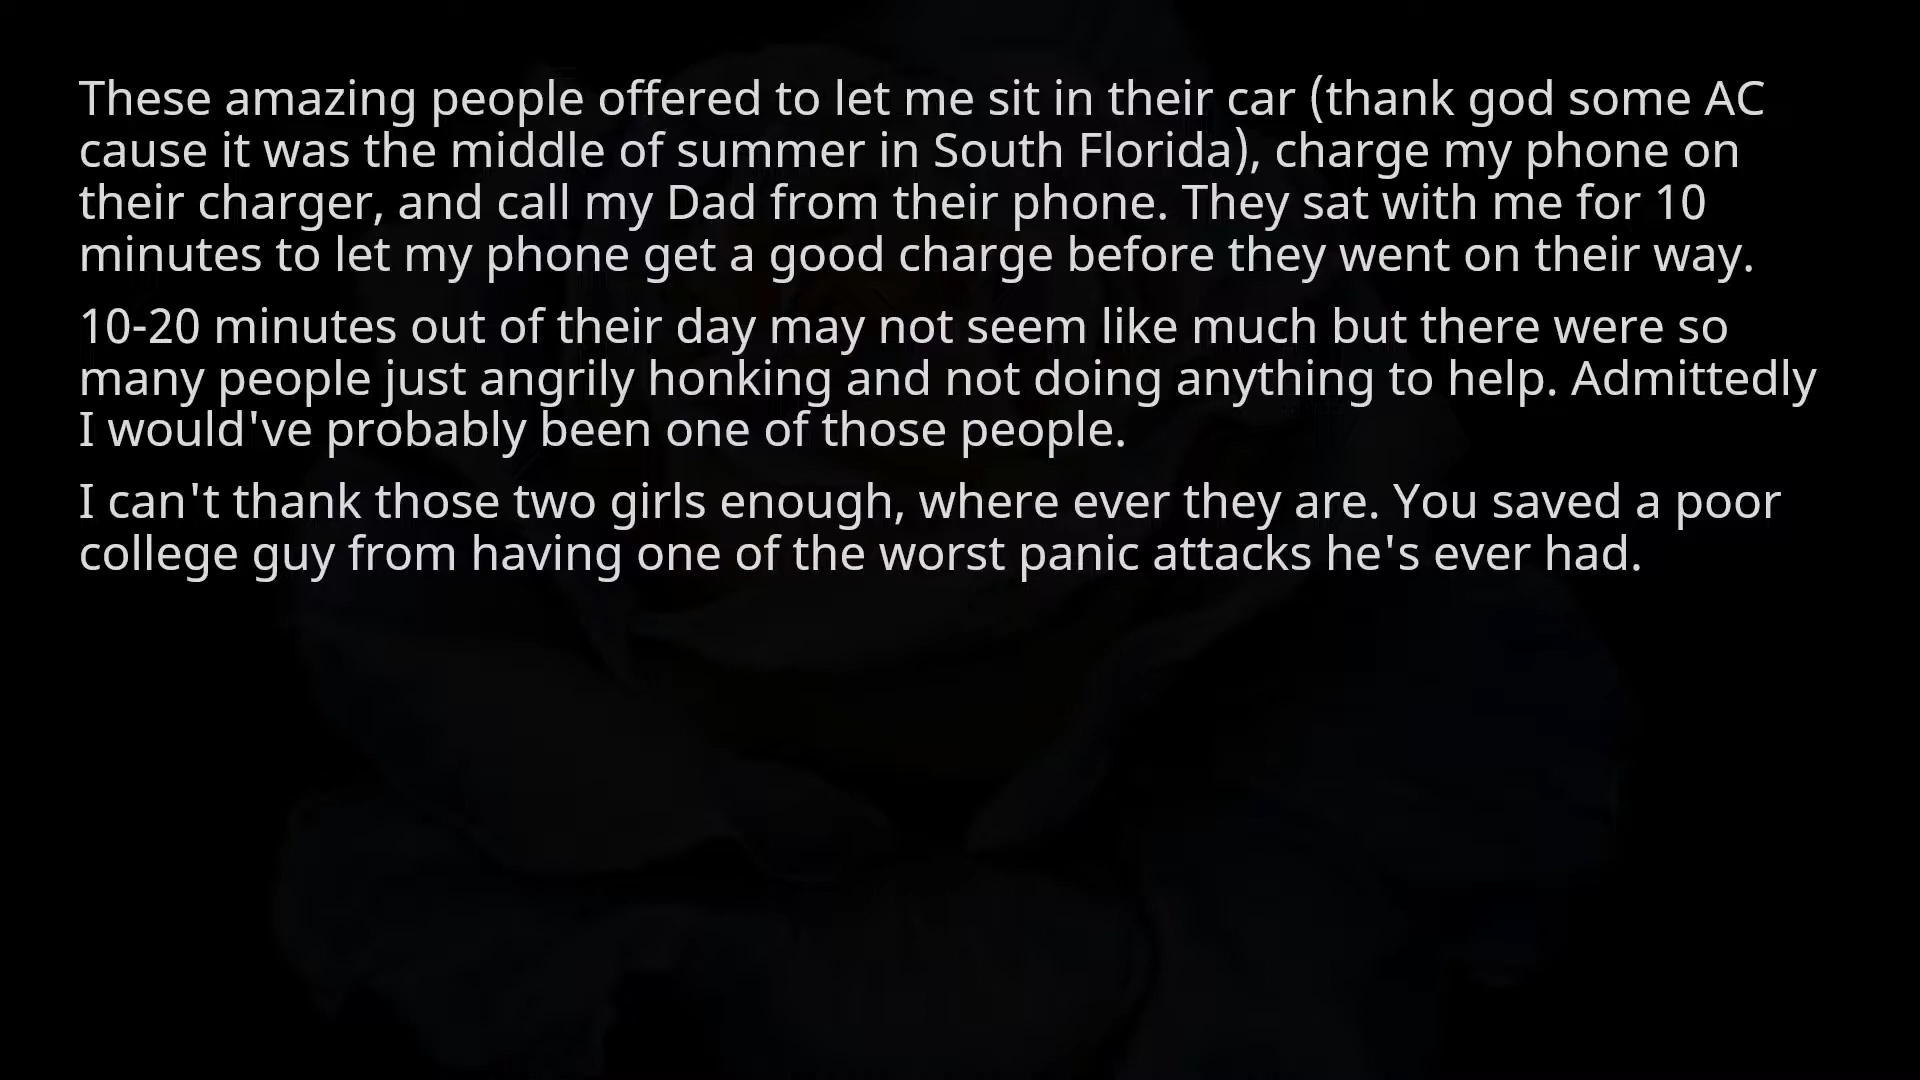 These amazing people offered to let me sit in their car (thank god some AC
cause it was the middle of summer in South Florida), charge my phone on
their charger, and call my Dad from their phone. They sat with me for 10
minutes to let my phone get a good charge before they went on their way.
10-20 minutes out of their day may not seem like much but there were so
many people just angrily honking and not doing anything to help. Admittedly
I would've probably been one of those people.
I can't thank those two girls enough, where ever they are. You saved a poor
college guy from having one of the worst panic attacks he's ever had.